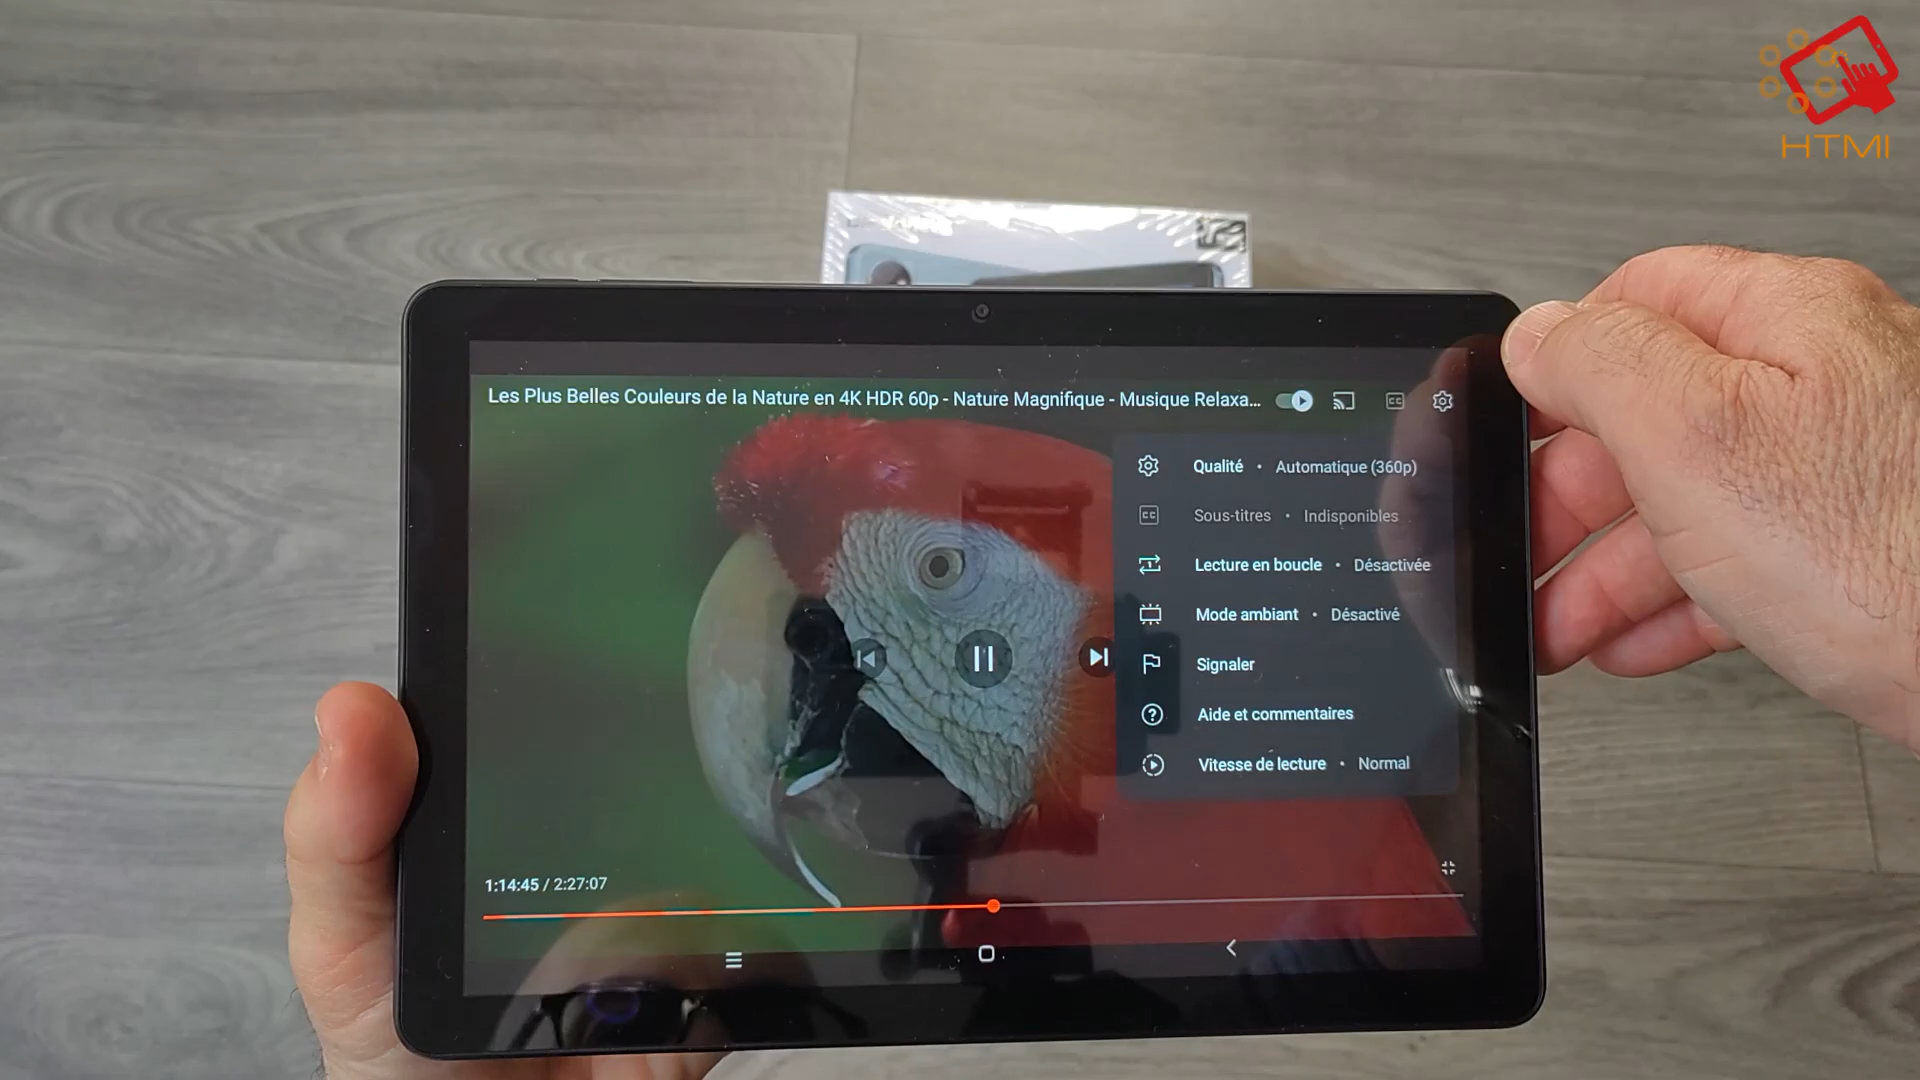 HTMI
Les Plus Belles Couleurs de la Nature en 4K HDR 60p - Nature Magnifique - Musique Relaxa...
CC
Qualité • Automatique (360p)
CC Sous-titres • Indisponibles
Lecture en boucle • Désactivée
Mode ambiant • Désactivé
Signaler
? Aide et commentaires
Vitesse de lecture • Normal
1:14:45 / 2:27:07